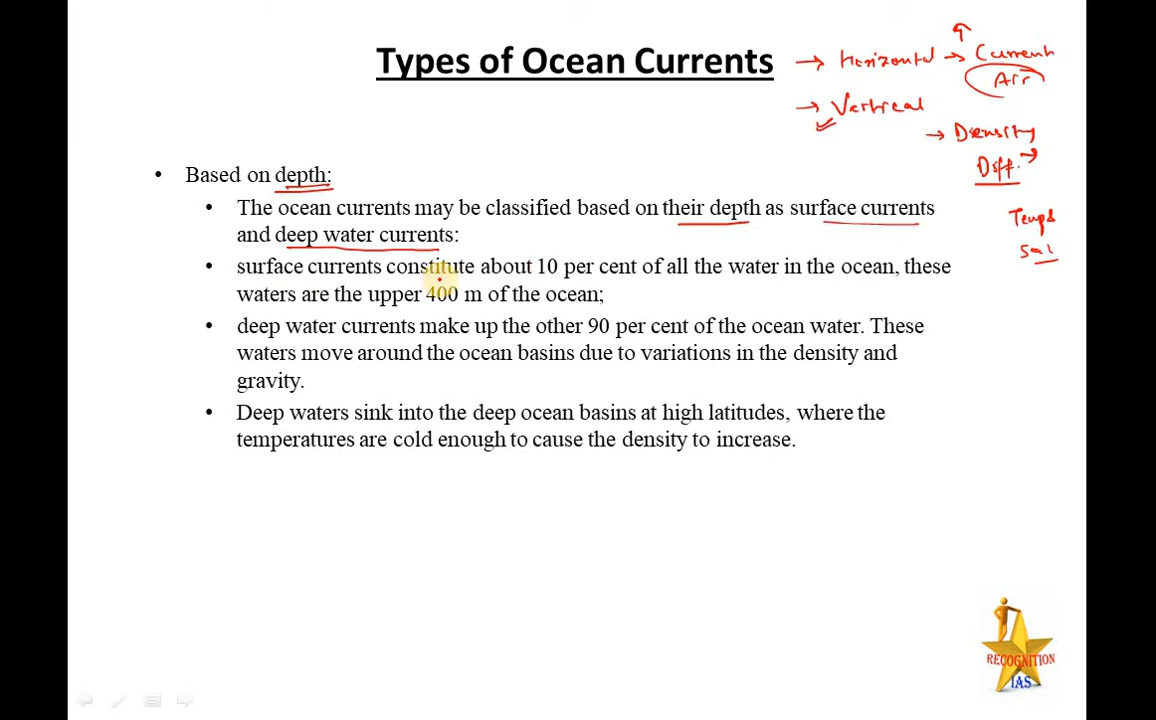 Types of Ocean Currents
→ Horizontal → Current
Air
→ Vertical
→ Density
Diff.
Temp
Sal
• Based on depth:
• The ocean currents may be classified based on their depth as surface currents
and deep water currents:
• surface currents constitute about 10 per cent of all the water in the ocean, these
waters are the upper 400 m of the ocean;
• deep water currents make up the other 90 per cent of the ocean water. These
waters move around the ocean basins due to variations in the density and
gravity.
• Deep waters sink into the deep ocean basins at high latitudes, where the
temperatures are cold enough to cause the density to increase.
RECOGNITION
IAS